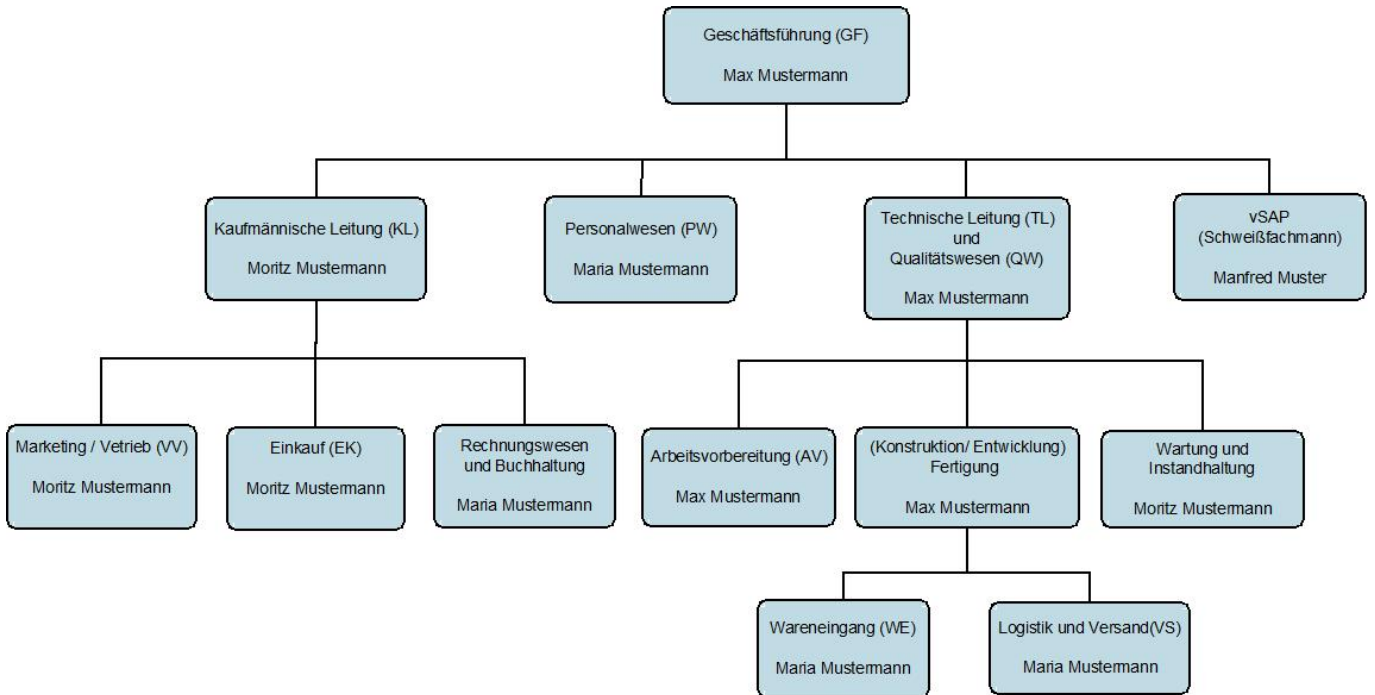 Geschäftsführung (GF)
Max Mustermann
Kaufmännische Leitung (KL)
Moritz Mustermann
Personalwesen (PW)
Maria Mustermann
Technische Leitung (TL)
und
Qualitätswesen (QW)
Max Mustermann
vSAP
(Schweißfachmann)
Manfred Muster
Marketing / Vetrieb (VV)
Moritz Mustermann
Einkauf (EK)
Moritz Mustermann
Rechnungswesen
und Buchhaltung
Maria Mustermann
Arbeitsvorbereitung (AV)
Max Mustermann
(Konstruktion/ Entwicklung)
Fertigung
Max Mustermann
Wartung und
Instandhaltung
Moritz Mustermann
Wareneingang (WE)
Maria Mustermann
Logistik und Versand(VS)
Maria Mustermann